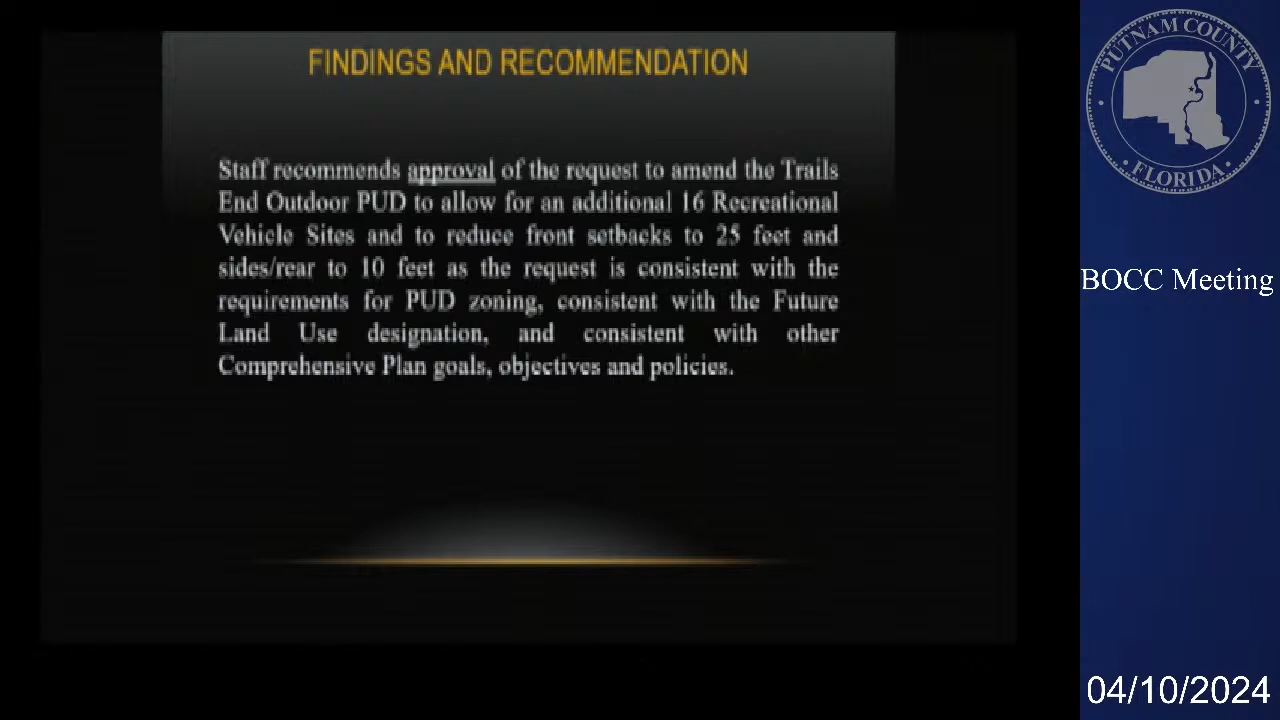 FINDINGS AND RECOMMENDATION
Staff recommends approval of the request to amend the Trails
End Outdoor PUD to allow for an additional 16 Recreational
Vehicle Sites and to reduce front setbacks to 25 feet and
sides/rear to 10 feet as the request is consistent with the
requirements for PUD zoning, consistent with the Future
Land Use designation, and consistent with other
Comprehensive Plan goals, objectives and policies.
PUTNAM COUNTY
FLORIDA
BOCC Meeting
04/10/2024